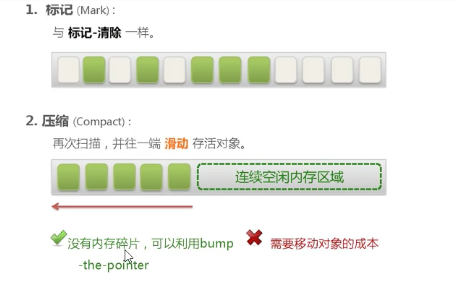 1. 标记 (Mark) :
与 标记-清除 一样。
2. 压缩 (Compact) :
再次扫描，并往一端 滑动 存活对象。
连续空闲内存区域
没有内存碎片，可以利用bump
-the-pointer
需要移动对象的成本